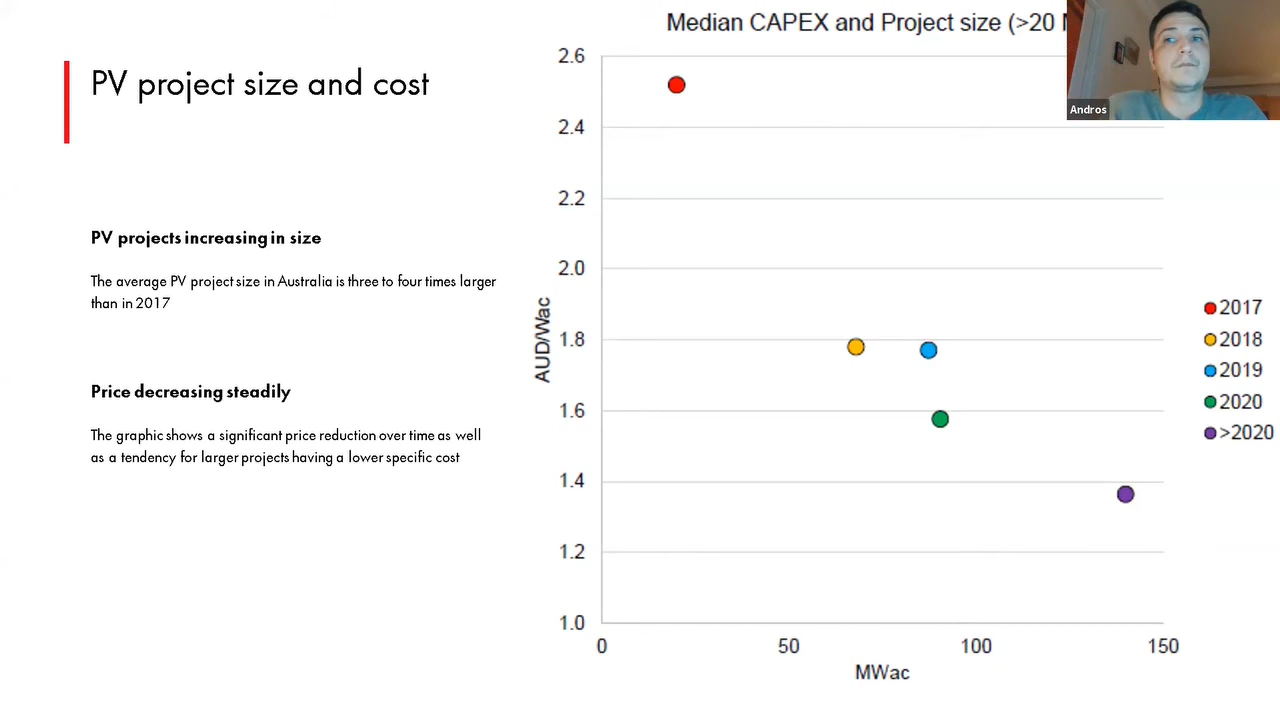 PV project size and cost
PV projects increasing in size
The average PV project size in Australia is three to four times larger
than in 2017
Price decreasing steadily
The graphic shows a significant price reduction over time as well
as a tendency for larger projects having a lower specific cost
Median CAPEX and Project size (>20
Andros
2.6
2.4
2.2
2.0
1.8
1.6
1.4
1.2
1.0
AUD/Wac
0 50 100 150
MWac
2017
2018
2019
2020
>2020